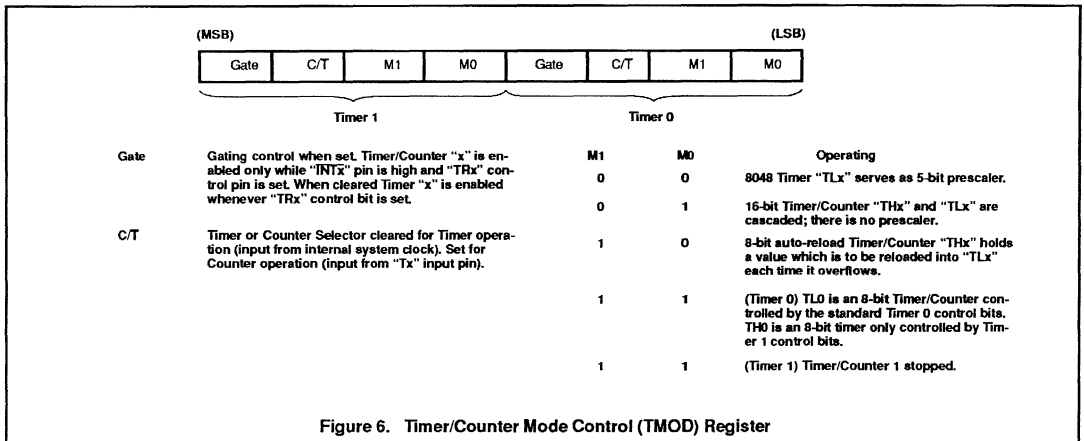 (MSB) (LSB)
Gate C/T M1 M0 Gate C/T M1 M0
Timer 1 Timer 0
Gate Gating control when set. Timer/Counter “x” is en-
abled only while “INTx” pin is high and “TRx” con-
trol pin is set. When cleared Timer “x” is enabled
whenever “TRx” control bit is set.
C/T Timer or Counter Selector cleared for Timer opera-
tion (input from internal system clock). Set for
Counter operation (input from “Tx” input pin).
M1 M0 Operating
0 0 8048 Timer “TLx” serves as 5-bit prescaler.
0 1 16-bit Timer/Counter “THx” and “TLx” are
cascaded; there is no prescaler.
1 0 8-bit auto-reload Timer/Counter “THx” holds
a value which is to be reloaded into “TLx”
each time it overflows.
1 1 (Timer 0) TL0 is an 8-bit Timer/Counter con-
trolled by the standard Timer 0 control bits.
TH0 is an 8-bit timer only controlled by Tim-
er 1 control bits.
1 1 (Timer 1) Timer/Counter 1 stopped.
Figure 6. Timer/Counter Mode Control (TMOD) Register